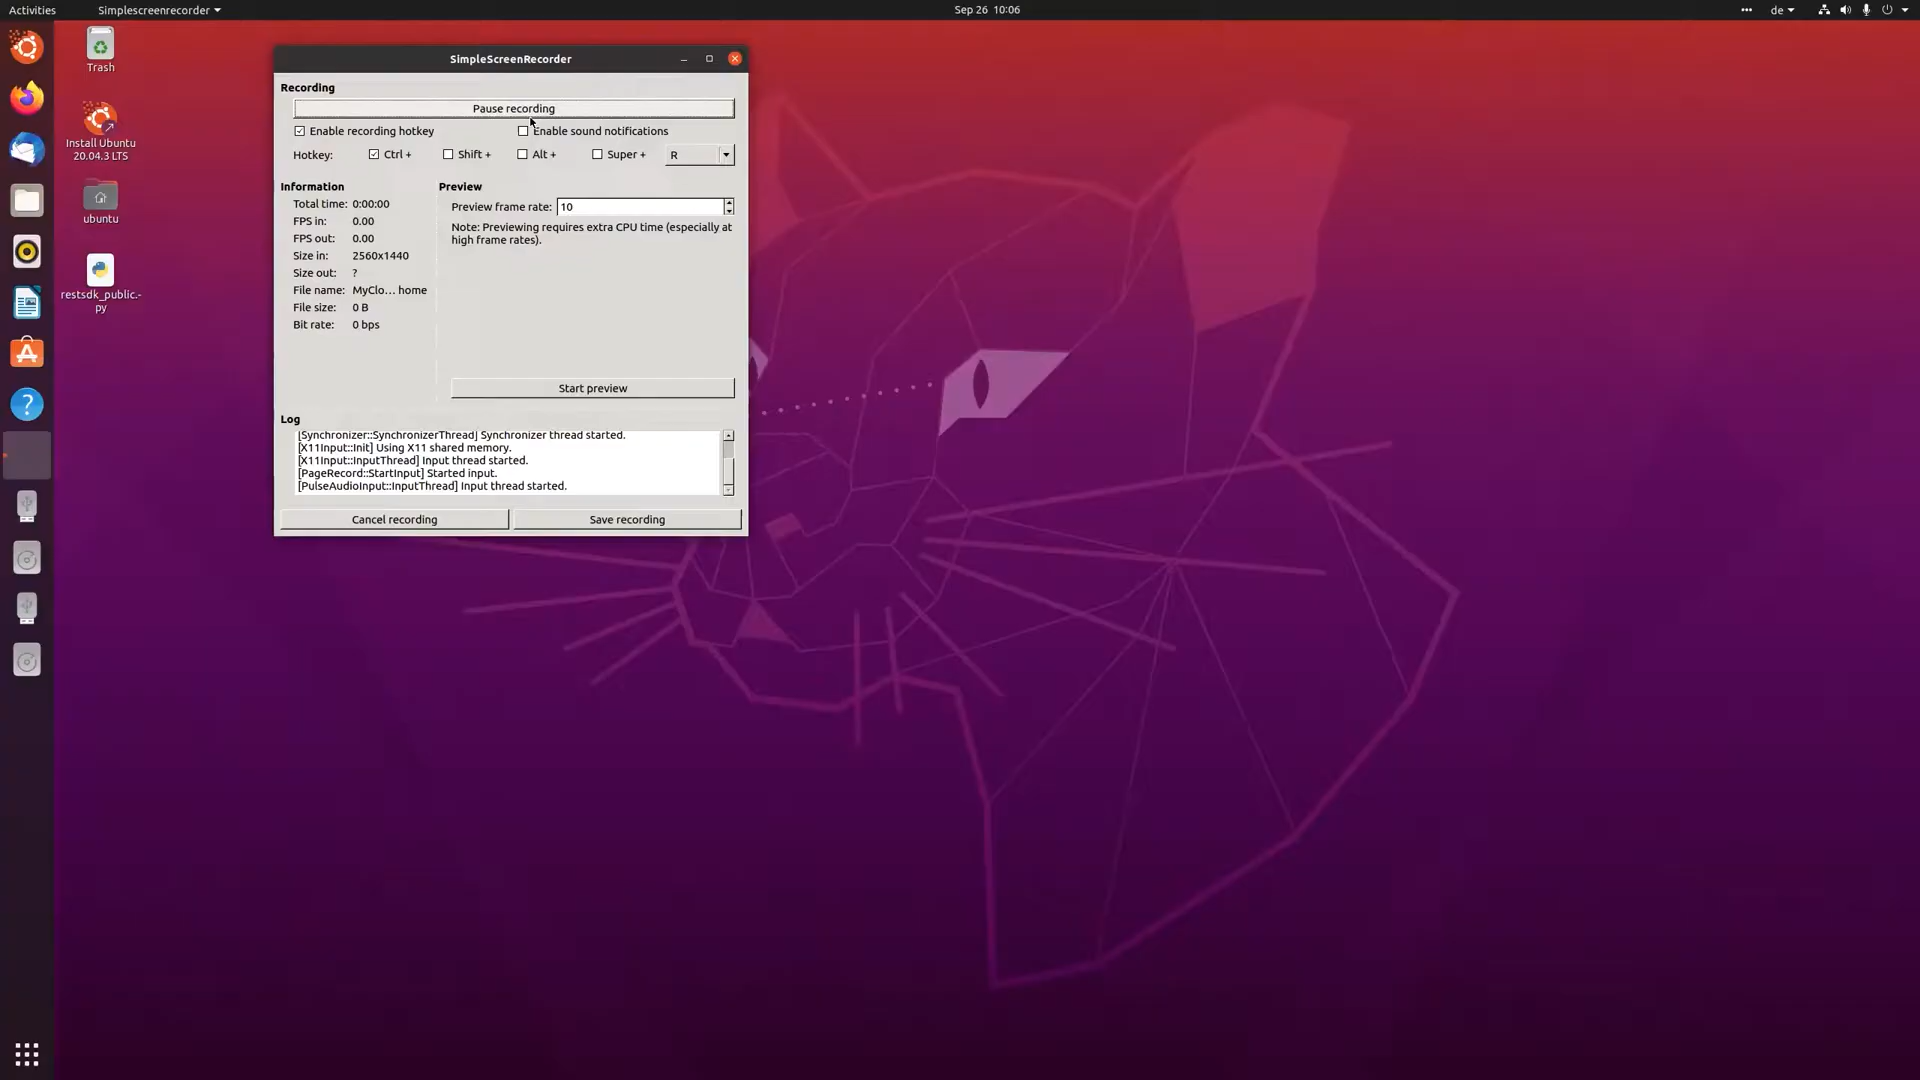 Activities
Simplescreenrecorder
Sep 26 10:06
de
Trash
Install Ubuntu
20.04.3 LTS
ubuntu
restsdk_public.-
py
SimpleScreenRecorder
Recording
Pause recording
Enable recording hotkey
Enable sound notifications
Hotkey:
Ctrl +
Shift +
Alt +
Super +
R
Information
Total time: 0:00:00
FPS in: 0.00
FPS out: 0.00
Size in: 2560x1440
Size out: ?
File name: MyClo... home
File size: 0 B
Bit rate: 0 bps
Preview
Preview frame rate: 10
Note: Previewing requires extra CPU time (especially at
high frame rates).
Start preview
Log
[Synchronizer::SynchronizerThread] Synchronizer thread started.
[X11Input::Init] Using X11 shared memory.
[X11Input::InputThread] Input thread started.
[PageRecord::StartInput] Started input.
[PulseAudioInput::InputThread] Input thread started.
Cancel recording
Save recording